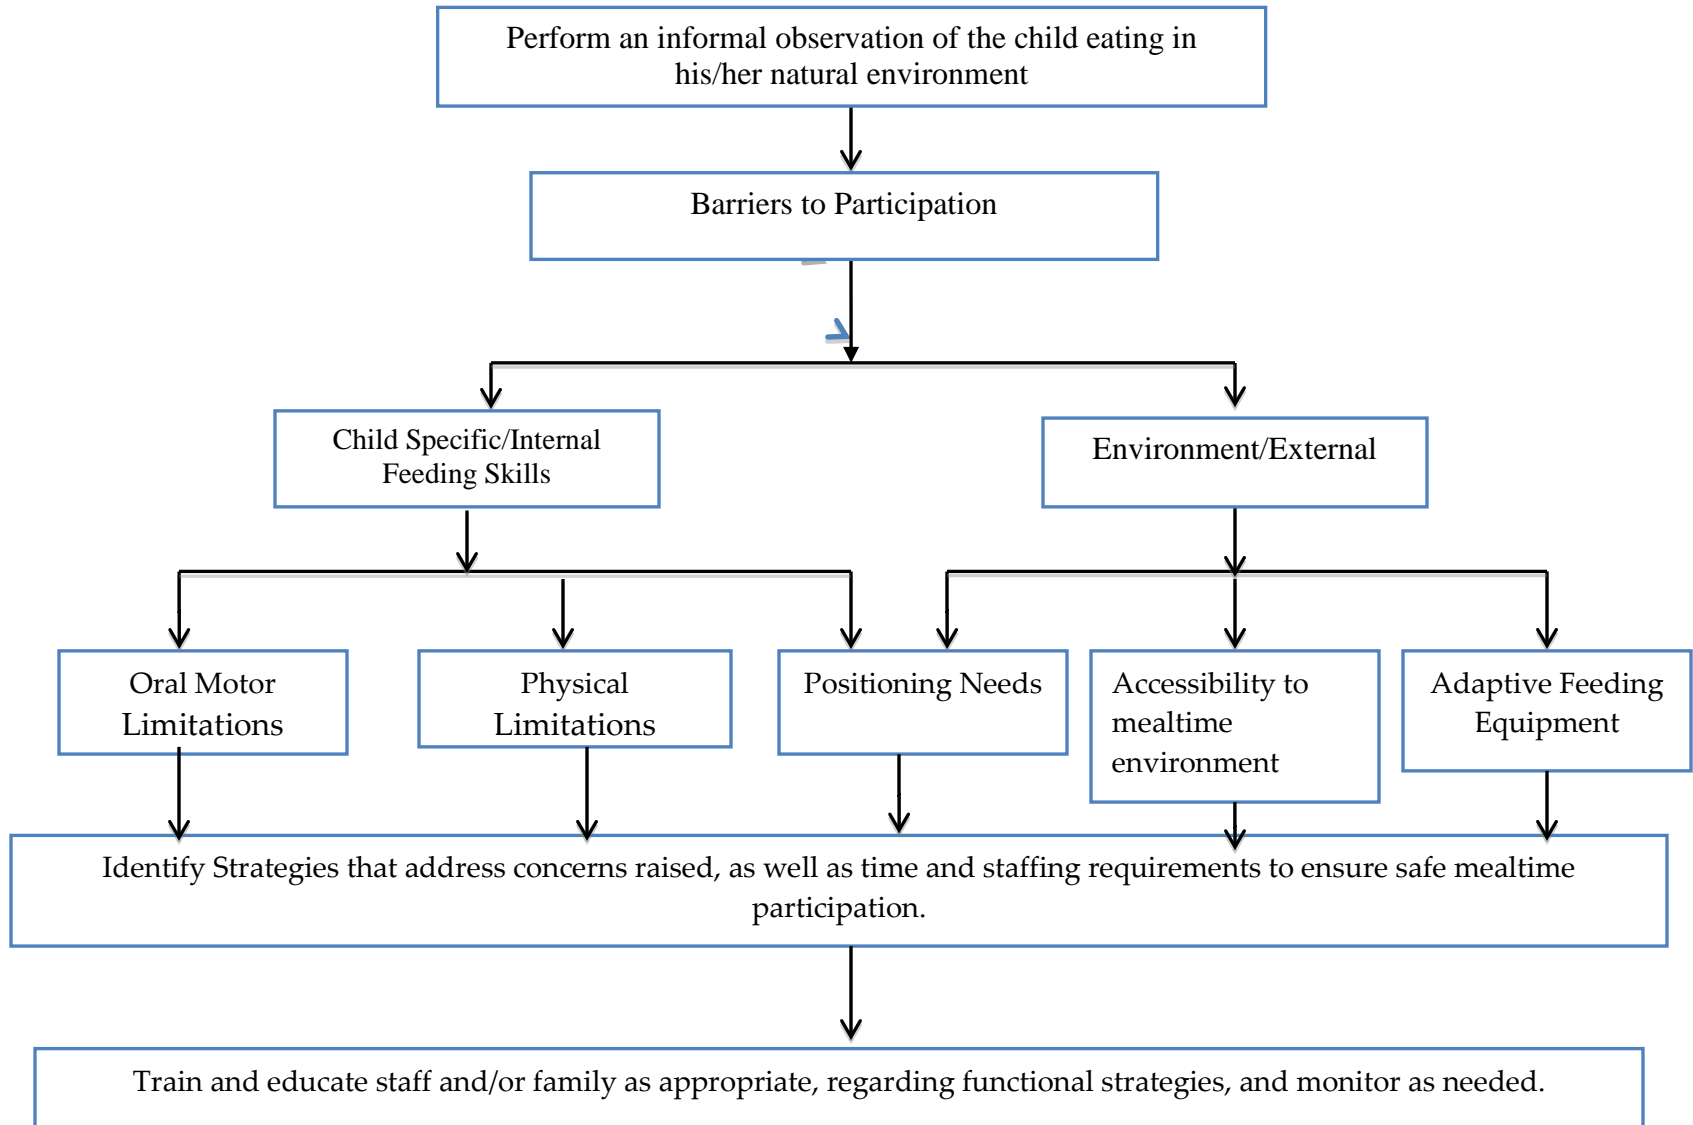 Perform an informal observation of the child eating in
his/her natural environment
Barriers to Participation
Child Specific/Internal
Feeding Skills
Environment/External
Oral Motor
Limitations
Physical
Limitations
Positioning Needs
Accessibility to
mealtime
environment
Adaptive Feeding
Equipment
Identify Strategies that address concerns raised, as well as time and staffing requirements to ensure safe mealtime
participation.
Train and educate staff and/or family as appropriate, regarding functional strategies, and monitor as needed.